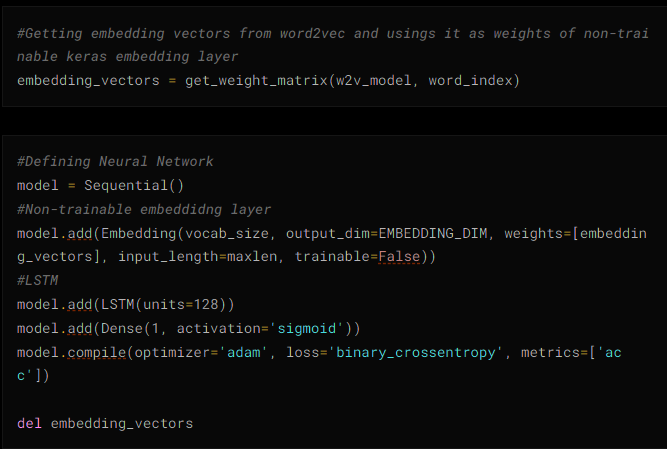 #Getting embedding vectors from word2vec and usings it as weights of non-trai
nable keras embedding layer
embedding_vectors = get_weight_matrix(w2v_model, word_index)
#Defining Neural Network
model = Sequential()
#Non-trainable embeddidng layer
model.add(Embedding(vocab_size, output_dim=EMBEDDING_DIM, weights=[embeddin
g_vectors], input_length=maxlen, trainable=False))
#LSTM
model.add(LSTM(units=128))
model.add(Dense(1, activation='sigmoid'))
model.compile(optimizer='adam', loss='binary_crossentropy', metrics=['ac
c'])
del embedding_vectors